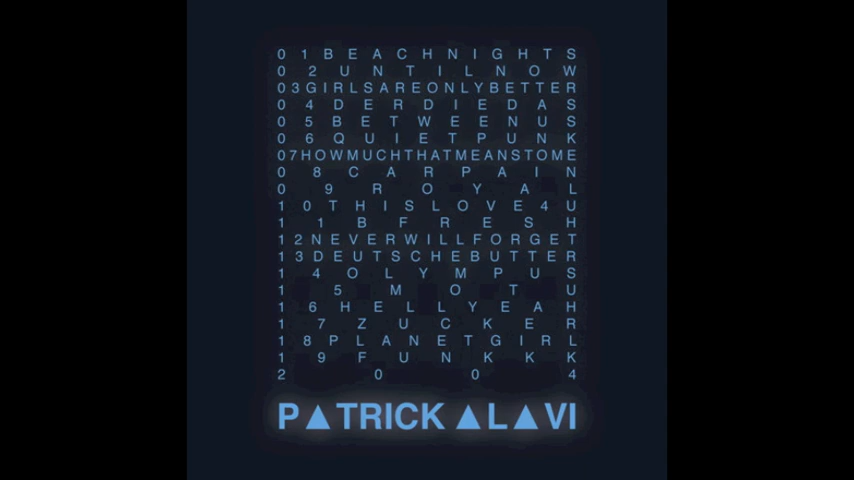 01BEACHNIGHTS
02UNTILNOW
03GIRLSAREONLYBETTER
04DERDIEDAS
05BETWEENUS
06QUIETPUNK
07HOWMUCHTHATMEANSTOME
08CARPAIN
09ROYAL
10THISLOVE4U
11BFRESH
12NEVERWILLFORGET
13DEUTSCHEBUTTER
14OLYMPUS
15MOTU
16HELLYEAH
17ZUCKER
18PLANETGIRL
19FUNKKK
2004
P▲TRICK ▲L▲VI